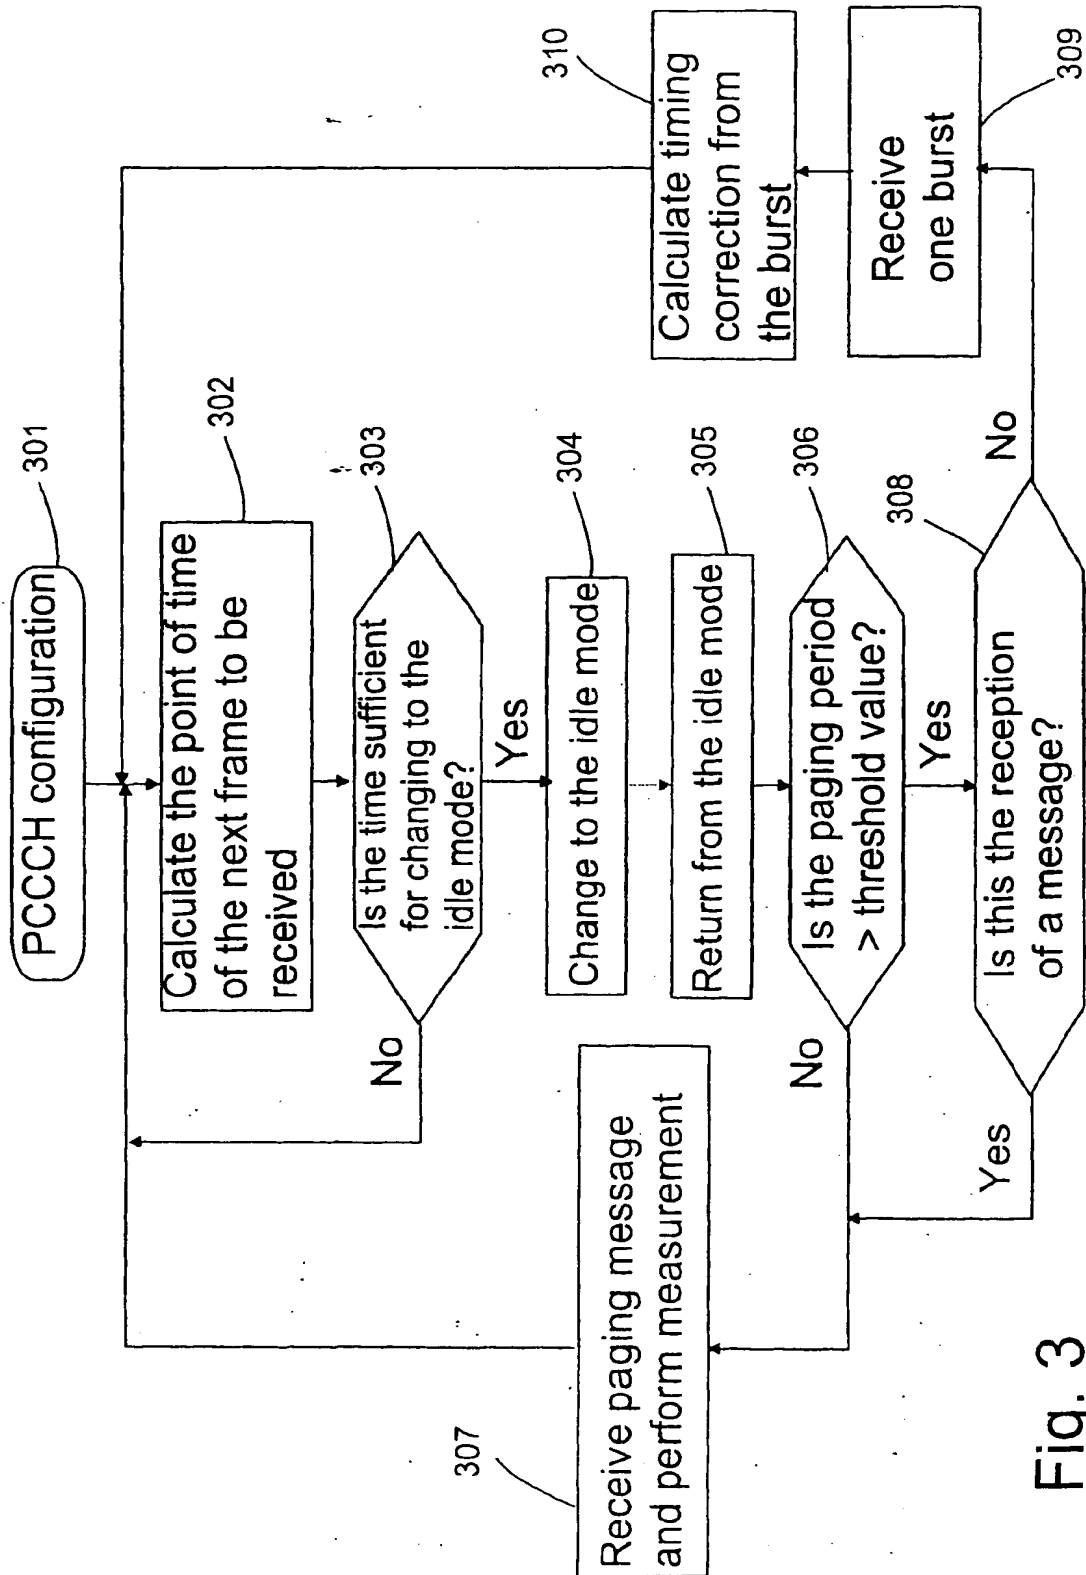 PCCCH configuration
301
Calculate the point of time
of the next frame to be
received
302
Is the time sufficient
for changing to the
idle mode?
303
No
Yes
Change to the idle mode
304
Return from the idle mode
305
Is the paging period
> threshold value?
306
No
Yes
Receive paging message
and perform measurement
307
Is this the reception
of a message?
308
Yes
No
Receive
one burst
309
Calculate timing
correction from
the burst
310
Fig. 3